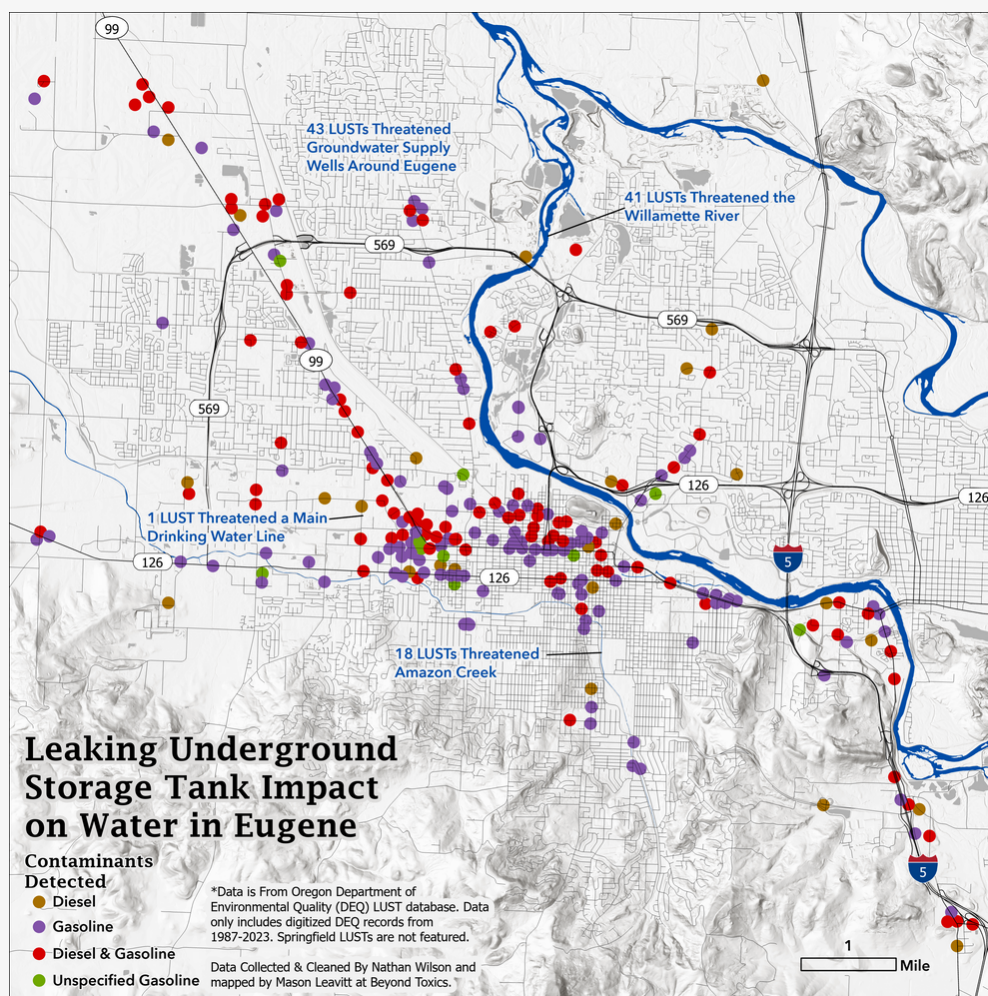 99
43 LUSTs Threatened
Groundwater Supply
Wells Around Eugene
41 LUSTs Threatened the
Willamette River
569
569
99
569
126
126
1 LUST Threatened a Main
Drinking Water Line
126
126
5
18 LUSTs Threatened
Amazon Creek
Leaking Underground
Storage Tank Impact
on Water in Eugene
Contaminants
Detected
Diesel
Gasoline
Diesel & Gasoline
Unspecified Gasoline
*Data is From Oregon Department of
Environmental Quality (DEQ) LUST database. Data
only includes digitized DEQ records from
1987-2023. Springfield LUSTs are not featured.
Data Collected & Cleaned By Nathan Wilson and
mapped by Mason Leavitt at Beyond Toxics.
5
1
Mile